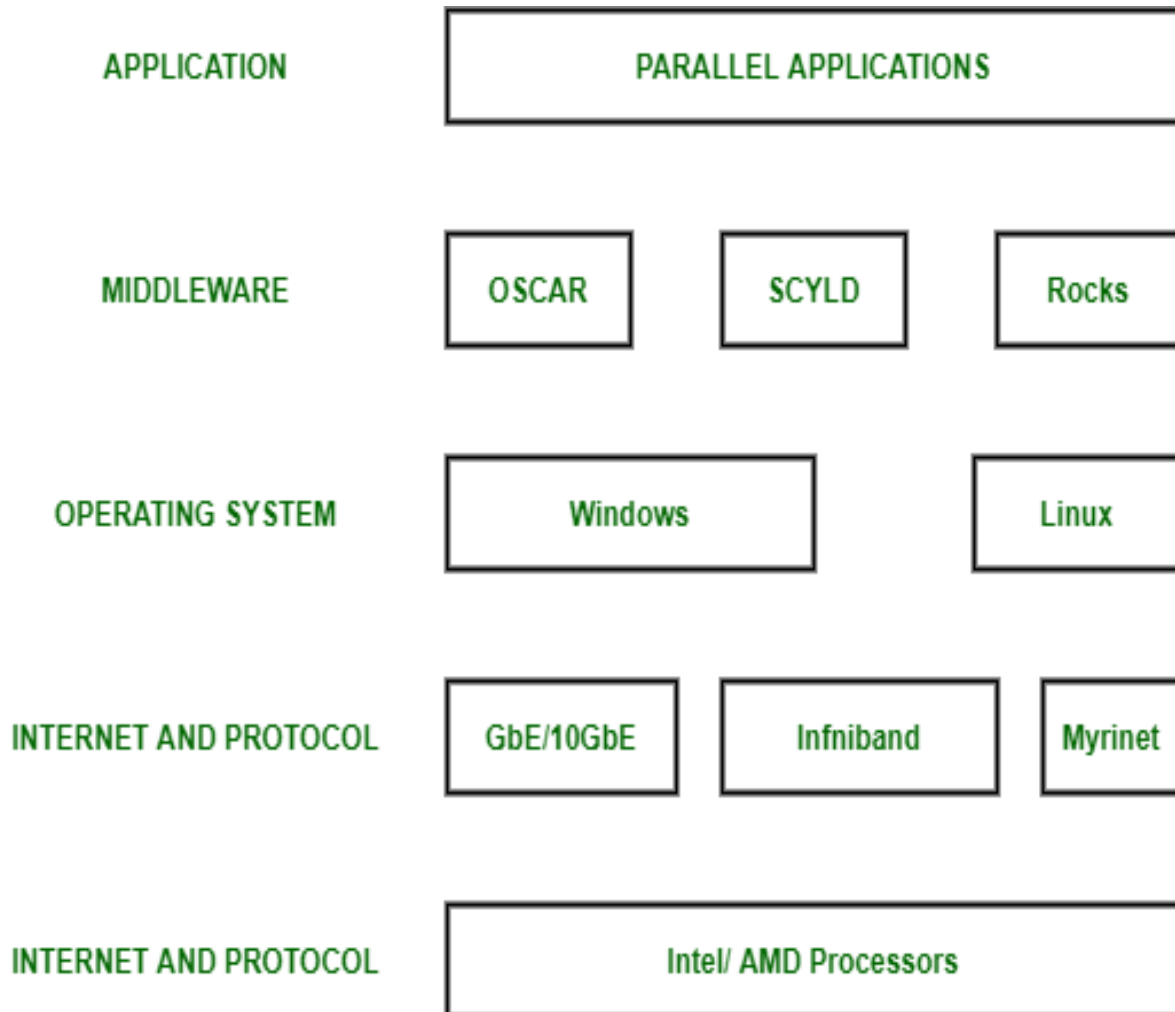 APPLICATION PARALLEL APPLICATIONS
MIDDLEWARE OSCAR SCYLD Rocks
OPERATING SYSTEM Windows Linux
INTERNET AND PROTOCOL GbE/10GbE Infniband Myrinet
INTERNET AND PROTOCOL Intel/ AMD Processors